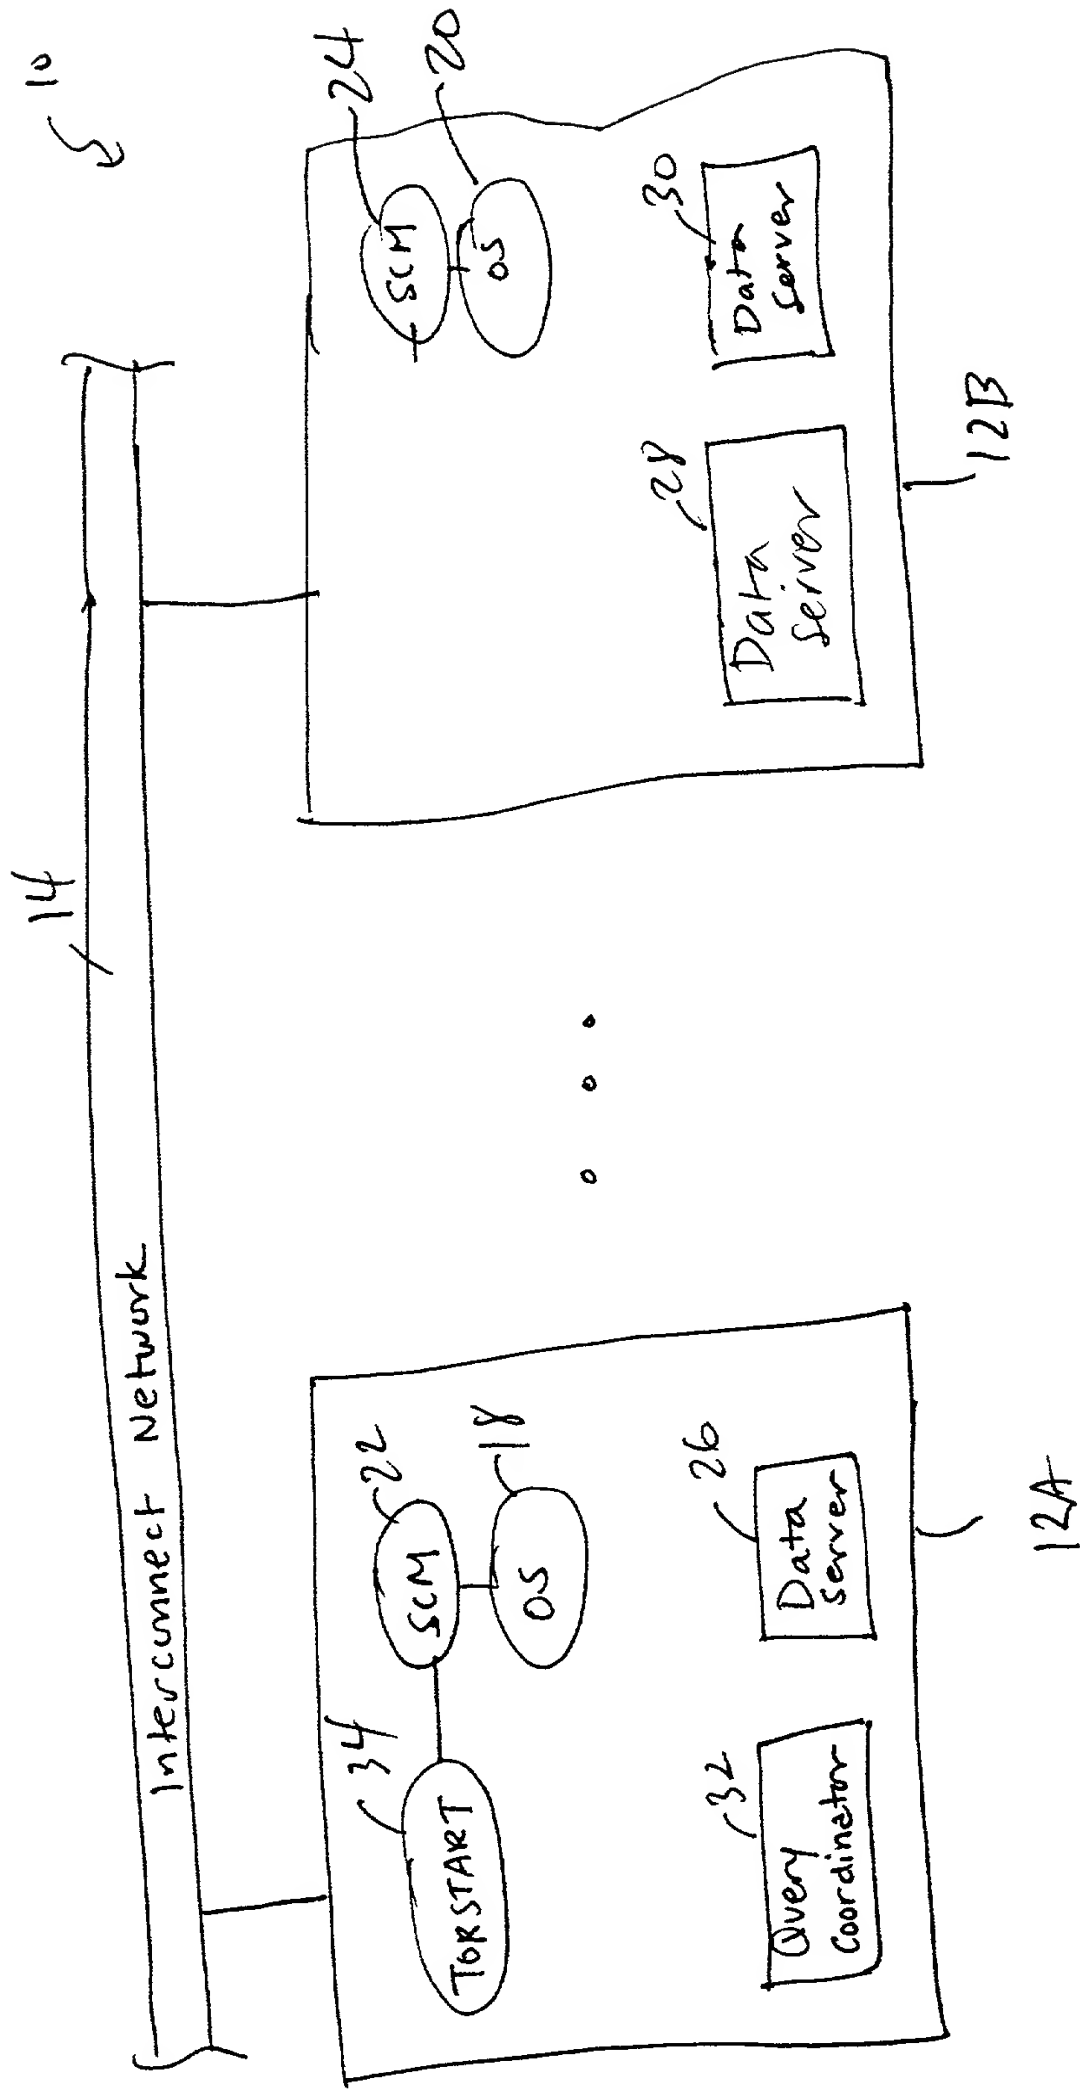 10
14
Interconnect Network
34
22
TORSTART
SCM
18
OS
24
SCM
20
OS
32
Query
Coordinator
26
Data
Server
28
Data
Server
30
Data
Server
12A
12B